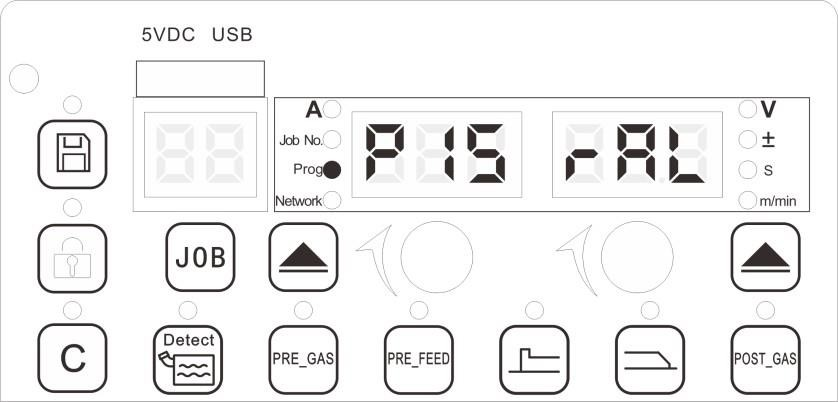 5VDC USB
A V
Job No. ±
Prog P15 rAL S
Network m/min
JOB
C Detect PRE_GAS PRE_FEED POST_GAS